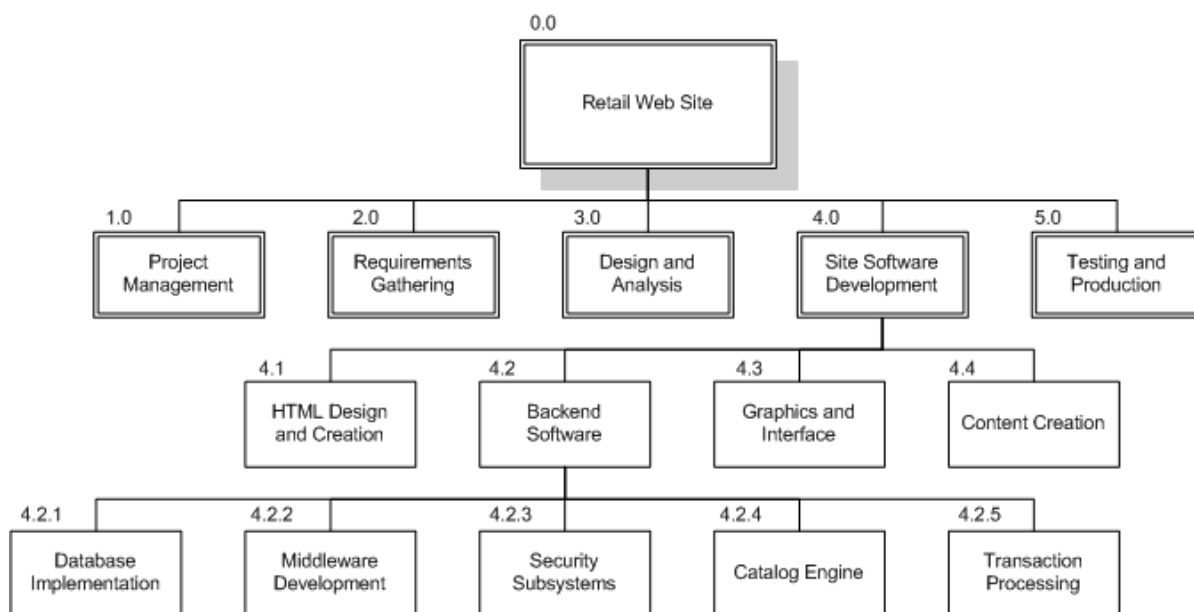 0.0
Retail Web Site
1.0
2.0
3.0
4.0
5.0
Project
Management
Requirements
Gathering
Design and
Analysis
Site Software
Development
Testing and
Production
4.1
4.2
4.3
4.4
HTML Design
and Creation
Backend
Software
Graphics and
Interface
Content Creation
4.2.1
4.2.2
4.2.3
4.2.4
4.2.5
Database
Implementation
Middleware
Development
Security
Subsystems
Catalog Engine
Transaction
Processing